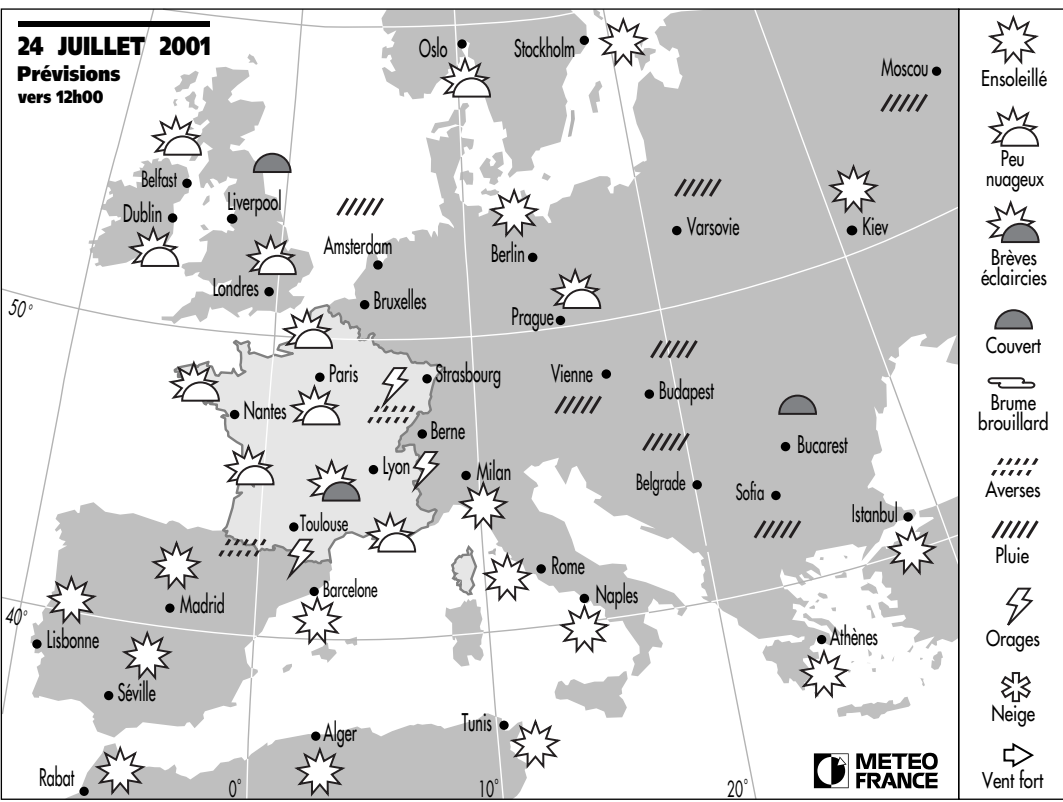 24 JUILLET 2001
Prévisions
vers 12h00
Oslo
Stockholm
Moscou
Belfast
Dublin
Liverpool
Amsterdam
Berlin
Varsovie
Kiev
Londres
Bruxelles
50°
Prague
Paris
Strasbourg
Vienne
Budapest
Nantes
Berne
Bucarest
Lyon
Milan
Belgrade
Sofia
Istanbul
Toulouse
Rome
Barcelone
Naples
Madrid
40°
Lisbonne
Athènes
Séville
Tunis
Alger
Rabat
0°
10°
20°
METEO
FRANCE
Ensoleillé
Peu
nuageux
Brèves
éclaircies
Couvert
Brume
brouillard
Averses
Pluie
Orages
Neige
Vent fort